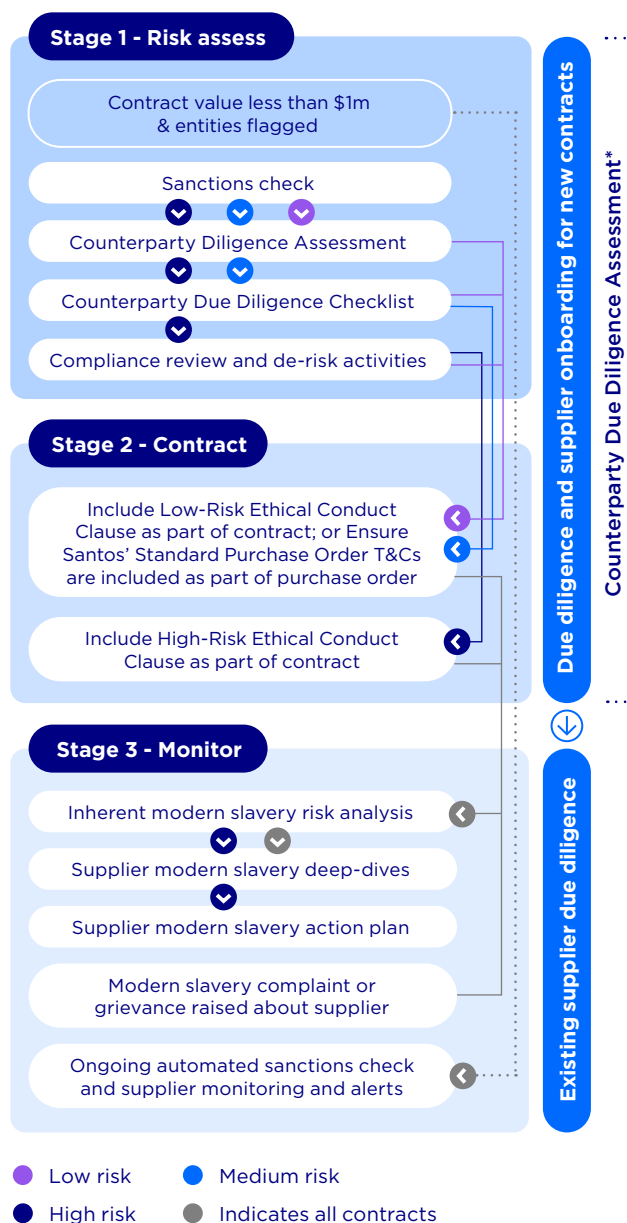 Stage 1 - Risk assess
Contract value less than $1m
& entities flagged
Sanctions check
Counterparty Diligence Assessment
Counterparty Due Diligence Checklist
Compliance review and de-risk activities
Stage 2 - Contract
Include Low-Risk Ethical Conduct
Clause as part of contract; or Ensure
Santos’ Standard Purchase Order T&Cs
are included as part of purchase order
Include High-Risk Ethical Conduct
Clause as part of contract
Stage 3 - Monitor
Inherent modern slavery risk analysis
Supplier modern slavery deep-dives
Supplier modern slavery action plan
Modern slavery complaint or
grievance raised about supplier
Ongoing automated sanctions check
and supplier monitoring and alerts
Due diligence and supplier onboarding for new contracts
Existing supplier due diligence
Counterparty Due Diligence Assessment*
Low risk
Medium risk
High risk
Indicates all contracts